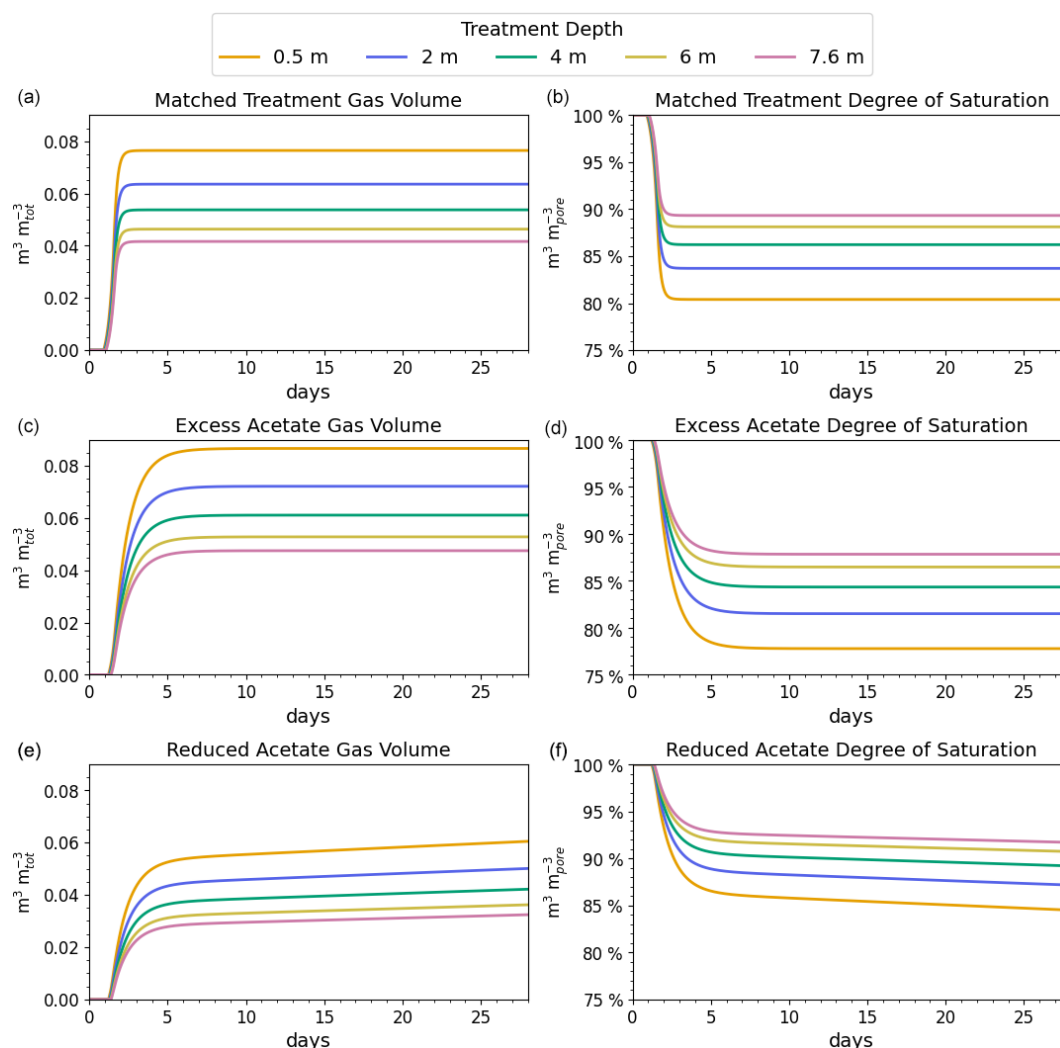 Treatment Depth
0.5 m 2 m 4 m 6 m 7.6 m
(a) Matched Treatment Gas Volume
m³ m⁻³tot
0.08
0.06
0.04
0.02
0.00
0 5 10 15 20 25
days
(b) Matched Treatment Degree of Saturation
m³ m⁻³pore
100 %
95 %
90 %
85 %
80 %
75 %
0 5 10 15 20 25
days
(c) Excess Acetate Gas Volume
m³ m⁻³tot
0.08
0.06
0.04
0.02
0.00
0 5 10 15 20 25
days
(d) Excess Acetate Degree of Saturation
m³ m⁻³pore
100 %
95 %
90 %
85 %
80 %
75 %
0 5 10 15 20 25
days
(e) Reduced Acetate Gas Volume
m³ m⁻³tot
0.08
0.06
0.04
0.02
0.00
0 5 10 15 20 25
days
(f) Reduced Acetate Degree of Saturation
m³ m⁻³pore
100 %
95 %
90 %
85 %
80 %
75 %
0 5 10 15 20 25
days